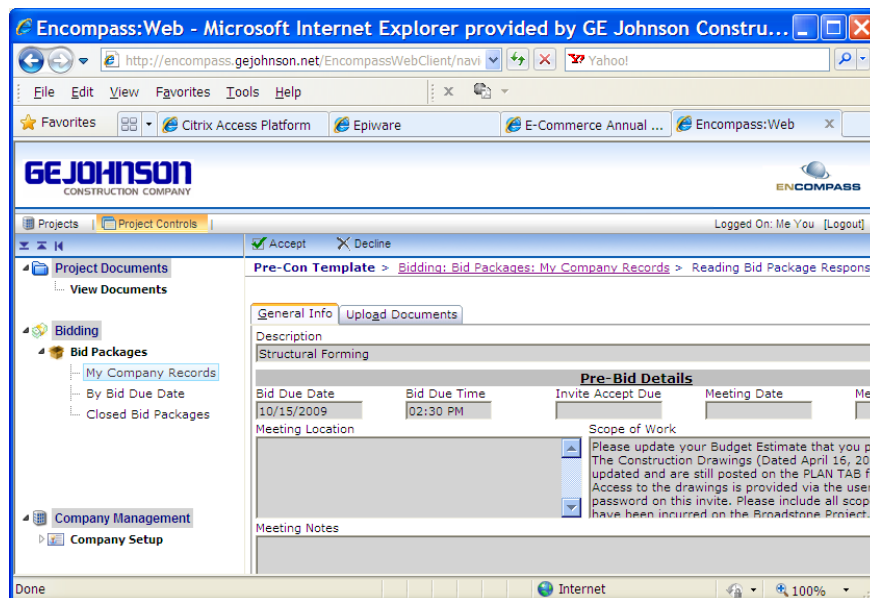 Encompass:Web - Microsoft Internet Explorer provided by GE Johnson Constru...
http://encompass.gejohnson.net/EncompassWebClient/navi Yahoo!
File Edit View Favorites Tools Help
Favorites Citrix Access Platform Epiware E-Commerce Annual ... Encompass:Web
GE JOHNSON
CONSTRUCTION COMPANY
ENCOMPASS
Projects | Project Controls | Logged On: Me You [Logout]
Accept Decline
Project Documents
View Documents
Bidding
Bid Packages
My Company Records
By Bid Due Date
Closed Bid Packages
Company Management
Company Setup
Pre-Con Template > Bidding: Bid Packages: My Company Records > Reading Bid Package Respons
General Info Upload Documents
Description
Structural Forming
Pre-Bid Details
Bid Due Date Bid Due Time Invite Accept Due Meeting Date Me
10/15/2009 02:30 PM
Meeting Location Scope of Work
Please update your Budget Estimate that you p
The Construction Drawings (Dated April 16, 20
updated and are still posted on the PLAN TAB f
Access to the drawings is provided via the user
password on this invite. Please include all scop
have been incurred on the Broadstone Project.
Meeting Notes
Done Internet 100%